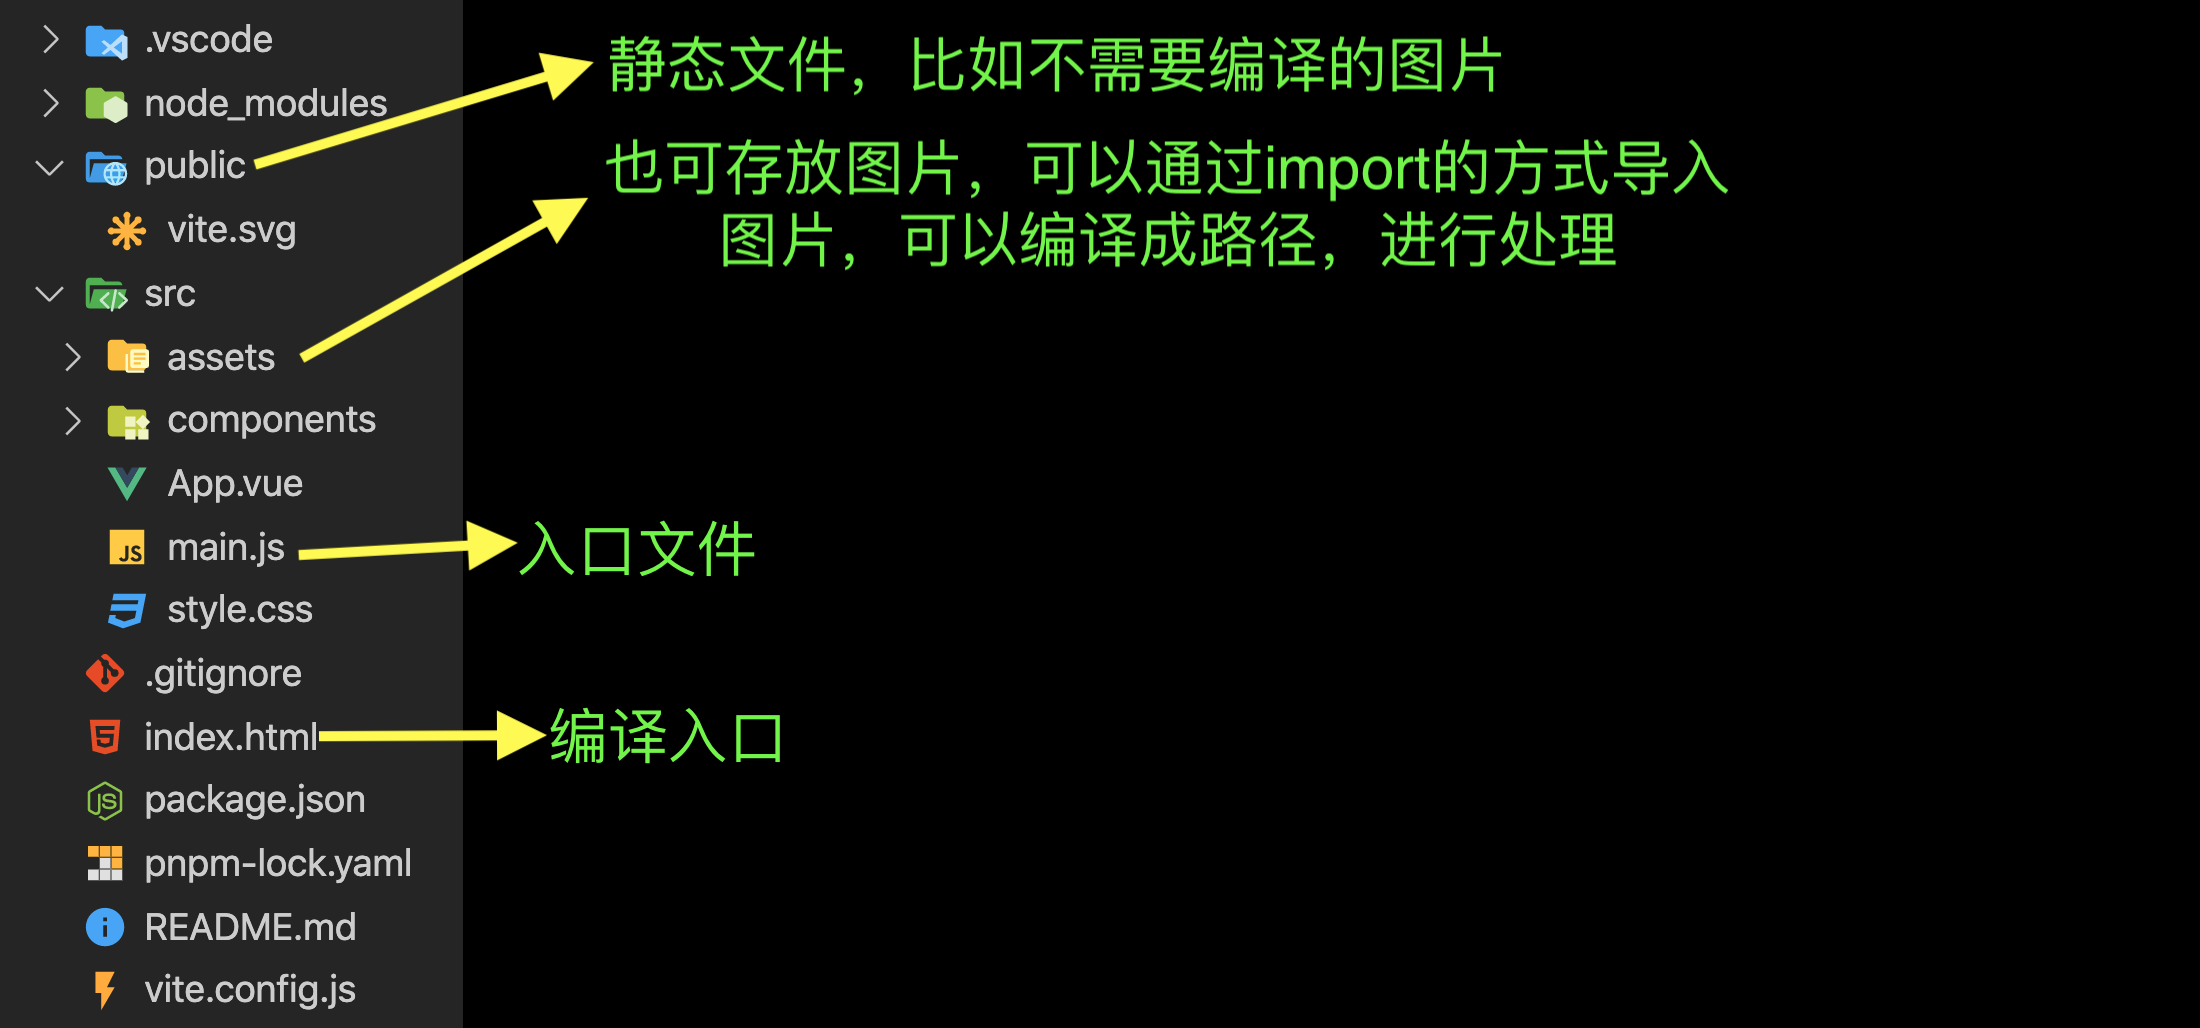 .vscode
node_modules
public
静态文件，比如不需要编译的图片
vite.svg
也可存放图片，可以通过import的方式导入
图片，可以编译成路径，进行处理
src
assets
components
App.vue
main.js
入口文件
style.css
.gitignore
index.html
编译入口
package.json
pnpm-lock.yaml
README.md
vite.config.js